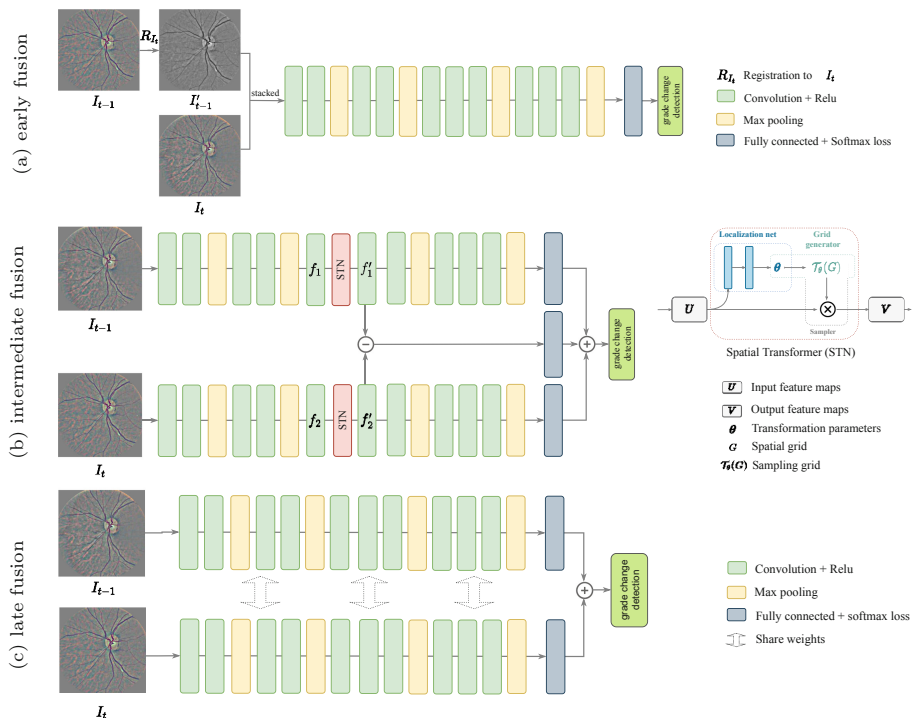 (a) early fusion
R_{I_t}
I_{t-1}
I'_{t-1}
I_t
stacked
grade change
detection
R_{I_t} Registration to I_t
Convolution + Relu
Max pooling
Fully connected + Softmax loss
(b) intermediate fusion
I_{t-1}
f_1
STN
f'_1
−
+
grade change
detection
f_2
STN
f'_2
I_t
Localization net
Grid
generator
θ
𝒯_θ(G)
U
×
V
Sampler
Spatial Transformer (STN)
U Input feature maps
V Output feature maps
θ Transformation parameters
G Spatial grid
𝒯_θ(G) Sampling grid
(c) late fusion
I_{t-1}
I_t
+
grade change
detection
Convolution + Relu
Max pooling
Fully connected + softmax loss
Share weights